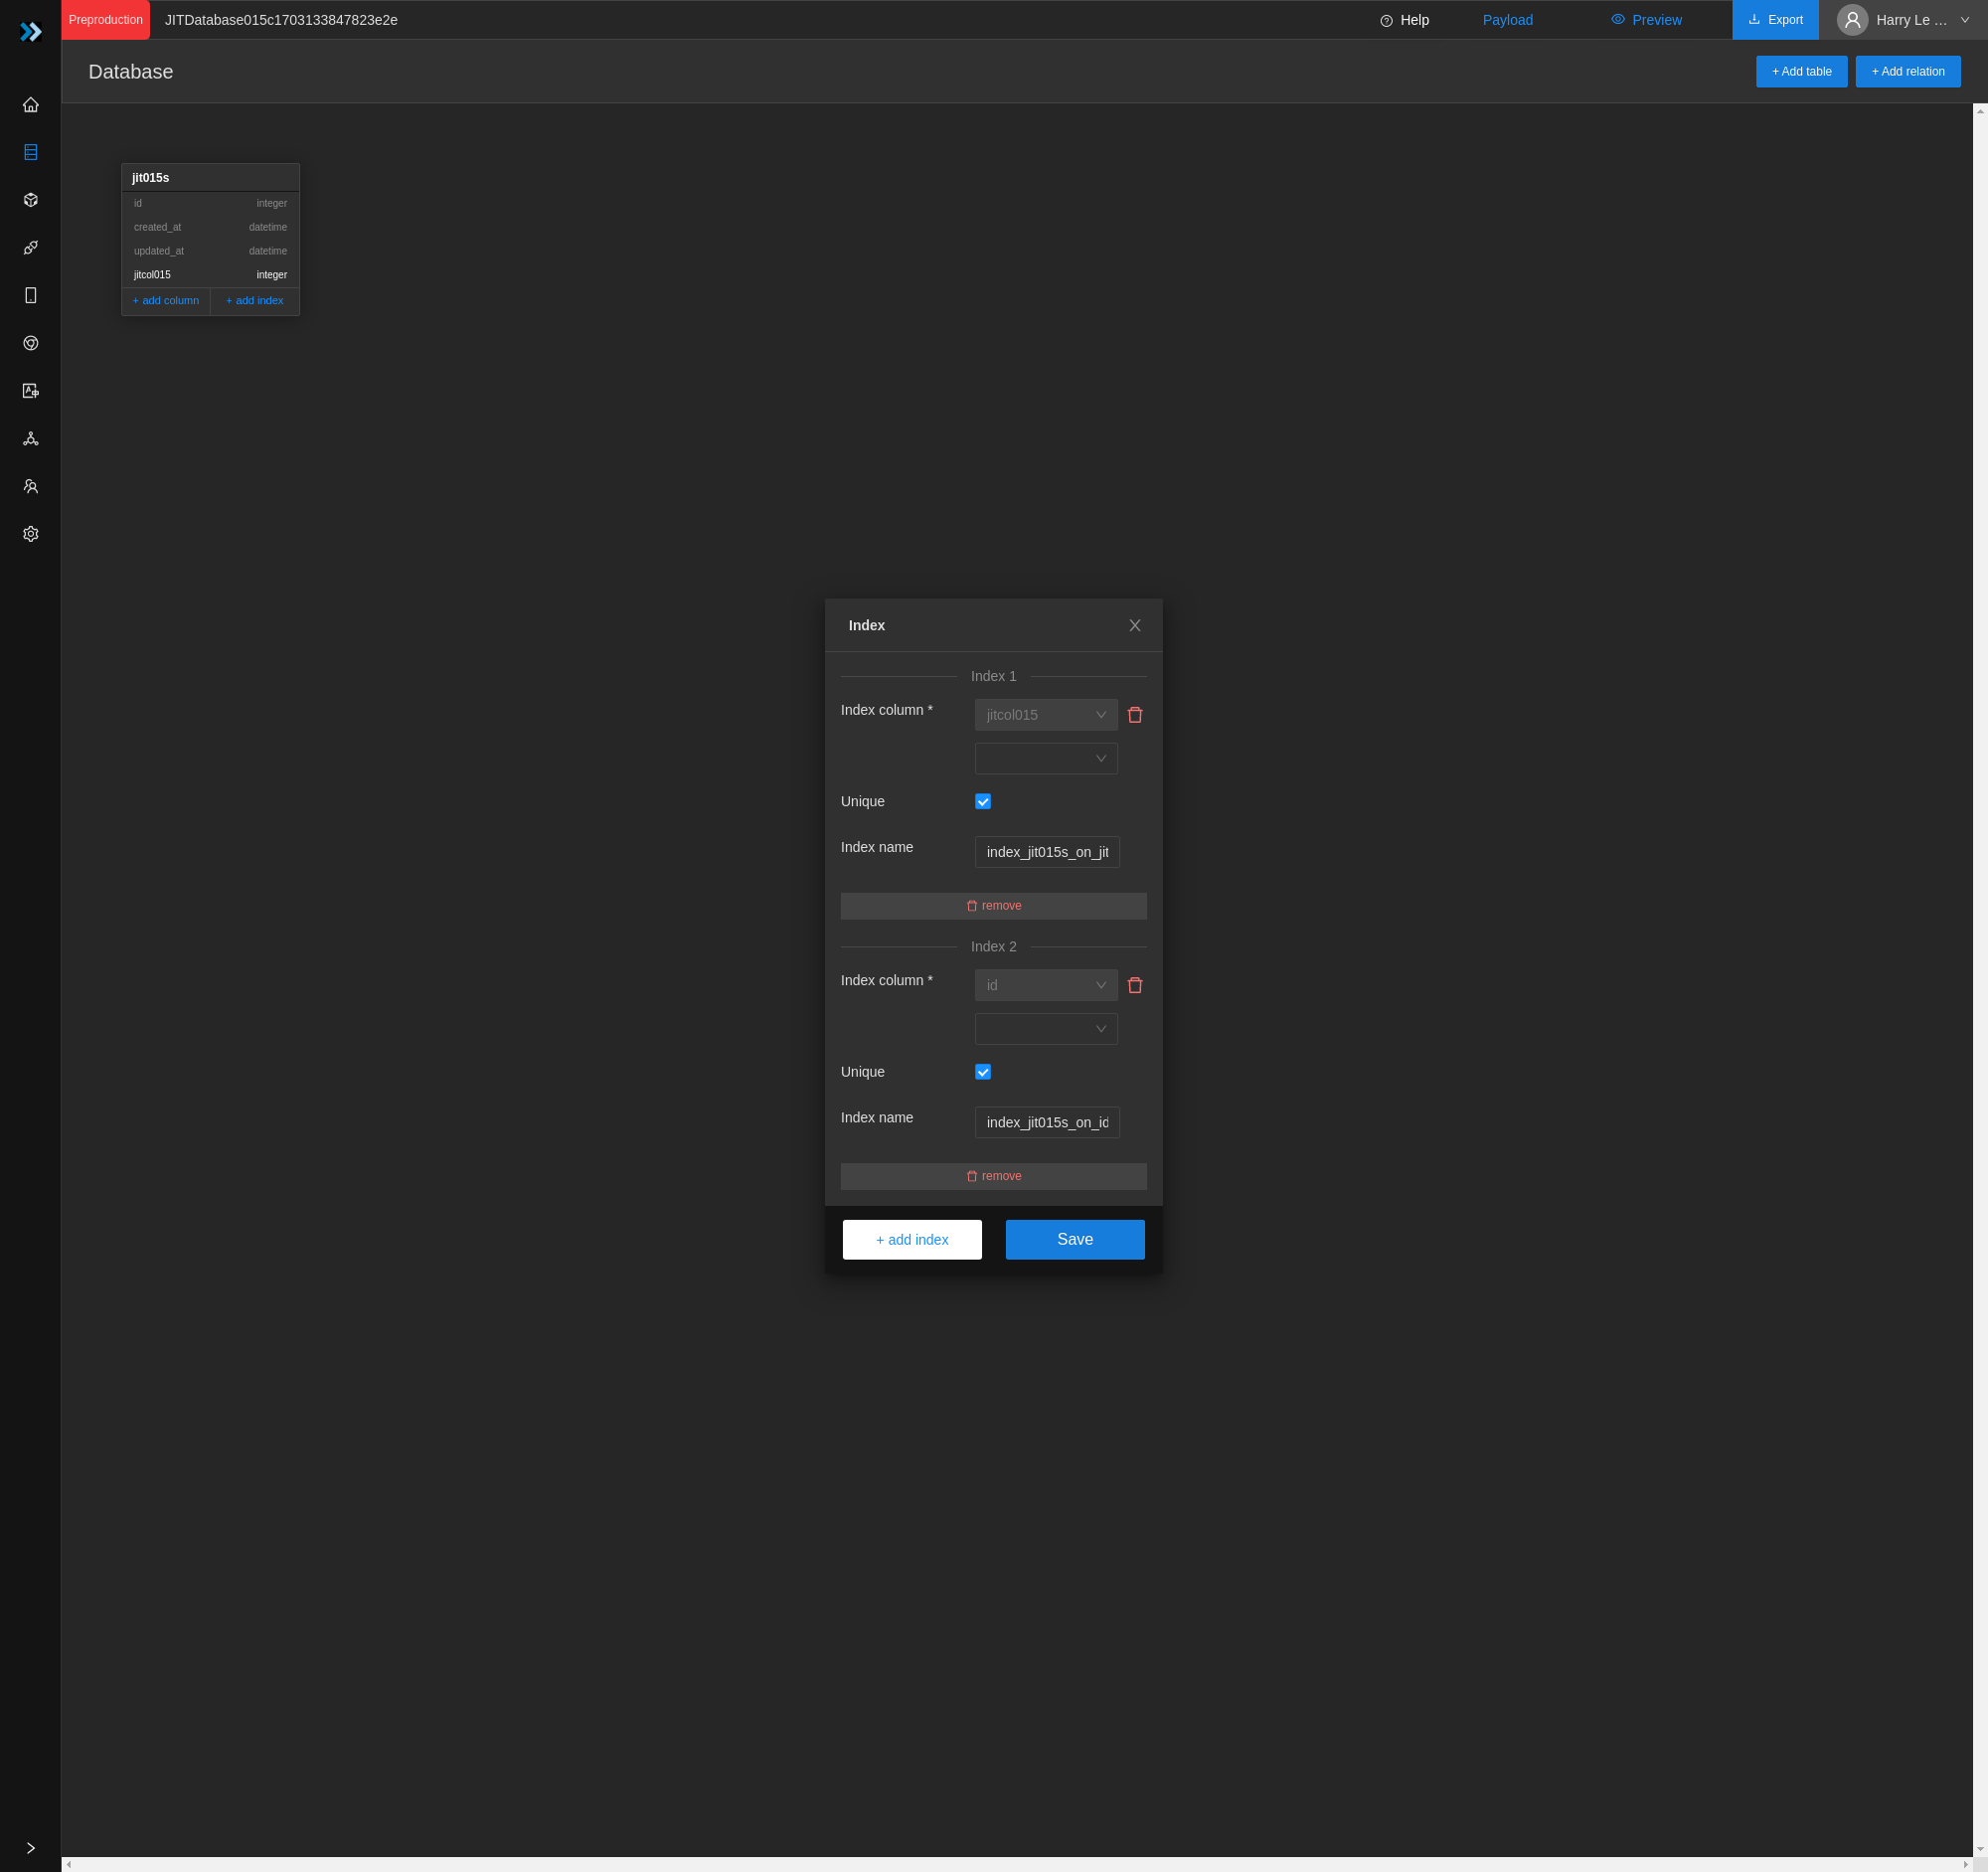 Preproduction JITDatabase015c1703133847823e2e Help Payload Preview Export Harry Le ...
Database + Add table + Add relation
jit015s
id integer
created_at datetime
updated_at datetime
jitcol015 integer
+ add column + add index
Index
Index 1
Index column * jitcol015
Unique
Index name index_jit015s_on_jit
remove
Index 2
Index column * id
Unique
Index name index_jit015s_on_id
remove
+ add index Save